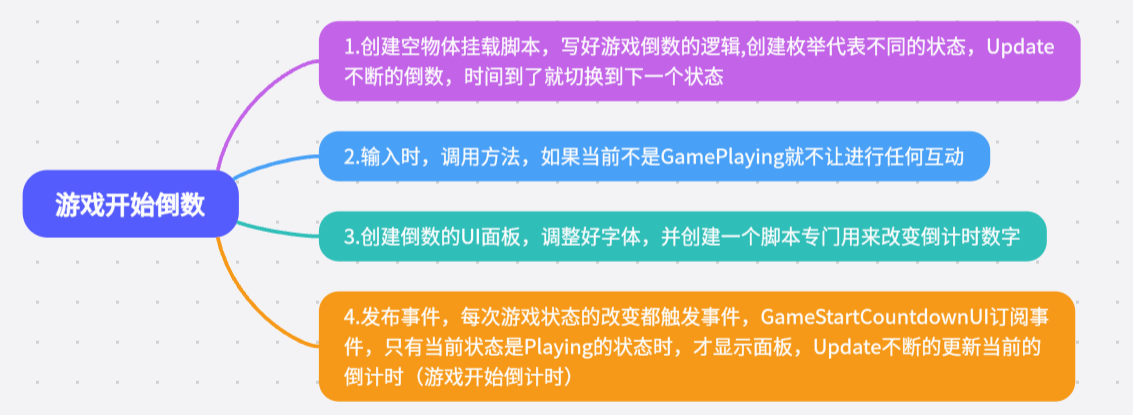 游戏开始倒数
1.创建空物体挂载脚本，写好游戏倒数的逻辑,创建枚举代表不同的状态，Update
不断的倒数，时间到了就切换到下一个状态
2.输入时，调用方法，如果当前不是GamePlaying就不让进行任何互动
3.创建倒数的UI面板，调整好字体，并创建一个脚本专门用来改变倒计时数字
4.发布事件，每次游戏状态的改变都触发事件，GameStartCountdownUI订阅事
件，只有当前状态是Playing的状态时，才显示面板，Update不断的更新当前的
倒计时（游戏开始倒计时）